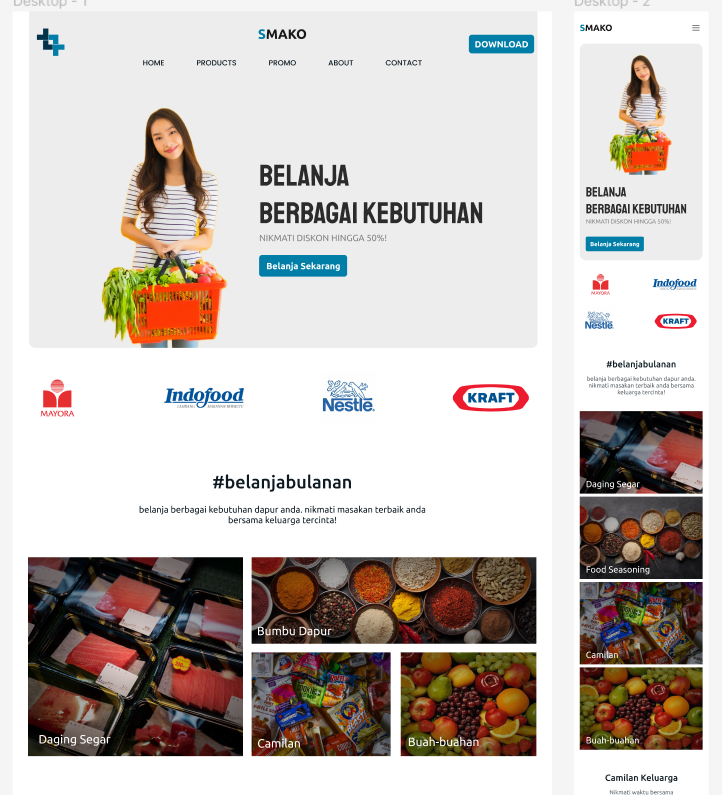 Desktop - 1
SMAKO
DOWNLOAD
HOME PRODUCTS PROMO ABOUT CONTACT
BELANJA
BERBAGAI KEBUTUHAN
NIKMATI DISKON HINGGA 50%!
Belanja Sekarang
MAYORA
Indofood
Nestlé
KRAFT
#belanjabulanan
belanja berbagai kebutuhan dapur anda. nikmati masakan terbaik anda
bersama keluarga tercinta!
Daging Segar
Bumbu Dapur
Camilan
Buah-buahan
Desktop - 2
SMAKO
BELANJA
BERBAGAI KEBUTUHAN
NIKMATI DISKON HINGGA 50%!
Belanja Sekarang
MAYORA
Indofood
Nestlé
KRAFT
#belanjabulanan
belanja berbagai kebutuhan dapur anda.
nikmati masakan terbaik anda bersama
keluarga tercinta!
Daging Segar
Food Seasoning
Camilan
Buah-buahan
Camilan Keluarga
Nikmati waktu bersama